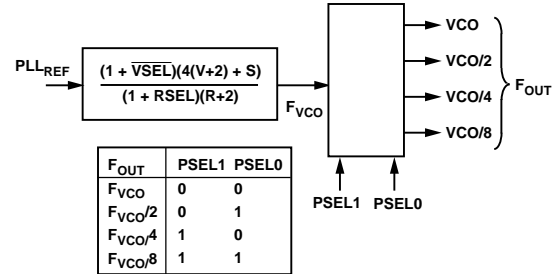 PLL_REF
(1 + V̅S̅E̅L̅)(4(V+2) + S)
(1 + RSEL)(R+2)
F_VCO
VCO
VCO/2
VCO/4
VCO/8
F_OUT
PSEL1 PSEL0
F_OUT PSEL1 PSEL0
F_VCO 0 0
F_VCO/2 0 1
F_VCO/4 1 0
F_VCO/8 1 1